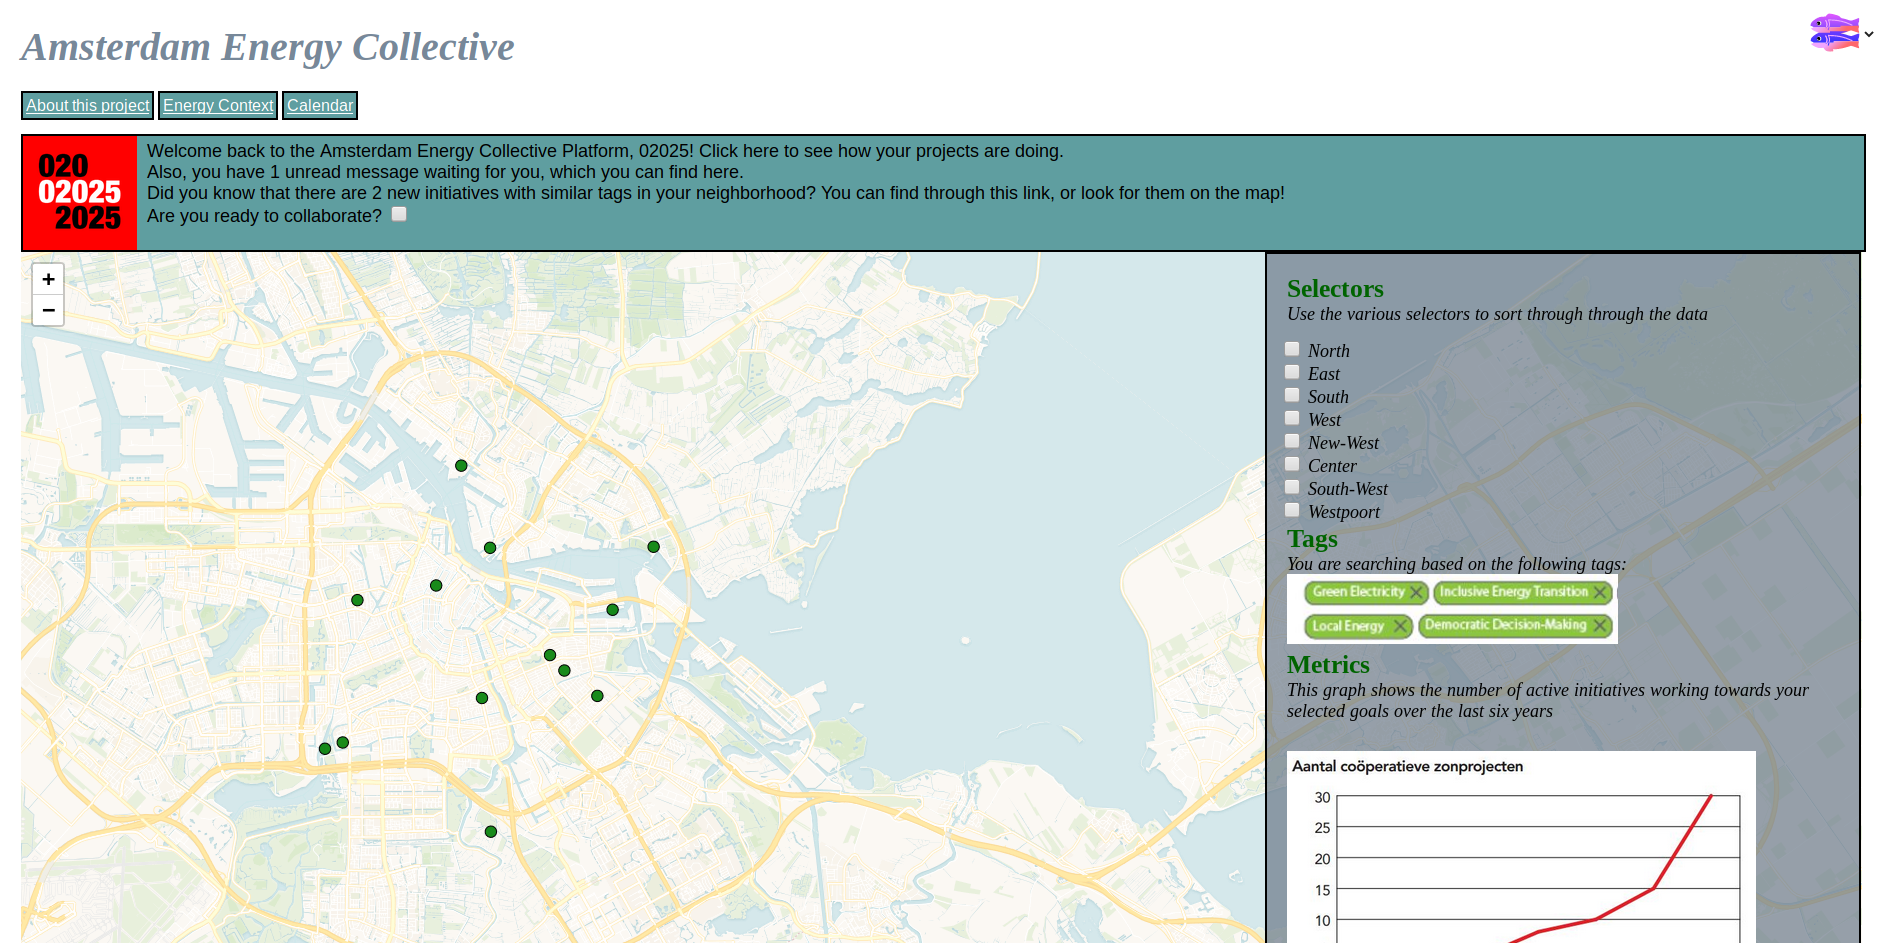 Amsterdam Energy Collective
About this project Energy Context Calendar
020
02025
2025
Welcome back to the Amsterdam Energy Collective Platform, 02025! Click here to see how your projects are doing.
Also, you have 1 unread message waiting for you, which you can find here.
Did you know that there are 2 new initiatives with similar tags in your neighborhood? You can find through this link, or look for them on the map!
Are you ready to collaborate?
+
−
Selectors
Use the various selectors to sort through through the data
North
East
South
West
New-West
Center
South-West
Westpoort
Tags
You are searching based on the following tags:
Green Electricity Inclusive Energy Transition
Local Energy Democratic Decision-Making
Metrics
This graph shows the number of active initiatives working towards your
selected goals over the last six years
Aantal coöperatieve zonprojecten
30
25
20
15
10